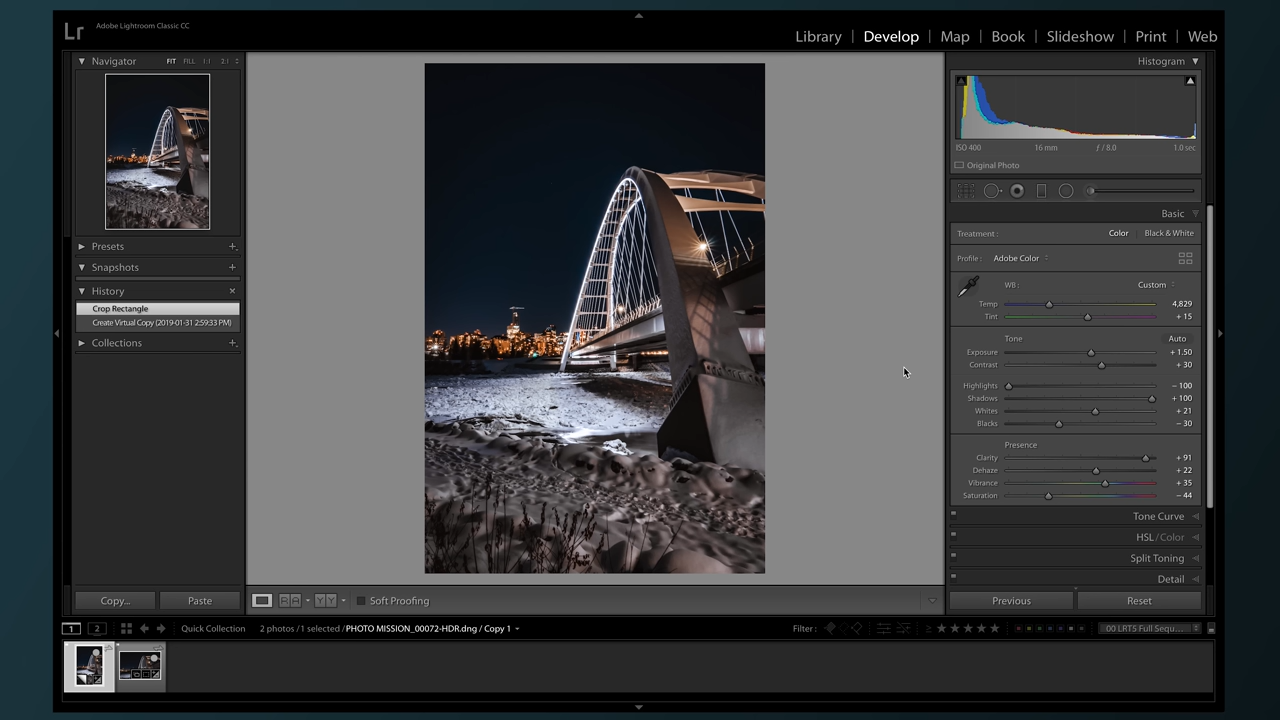 Lr Adobe Lightroom Classic CC
Library | Develop | Map | Book | Slideshow | Print | Web
Navigator FIT FILL 1:1 2:1
Presets
Snapshots
History
Crop Rectangle
Create Virtual Copy (2019-01-31 2:59:33 PM)
Collections
Copy... Paste
RA YY Soft Proofing
Histogram
ISO 400 16 mm ƒ / 8.0 1.0 sec
Original Photo
Basic
Treatment : Color | Black & White
Profile : Adobe Color
WB : Custom
Temp 4,829
Tint + 15
Tone Auto
Exposure + 1.50
Contrast + 30
Highlights − 100
Shadows + 100
Whites + 21
Blacks − 30
Presence
Clarity + 91
Dehaze + 22
Vibrance + 35
Saturation − 44
Tone Curve
HSL / Color
Split Toning
Detail
Previous Reset
1 2 Quick Collection 2 photos / 1 selected / PHOTO MISSION_00072-HDR.dng / Copy 1 Filter : ≥ ★★★★★ 00 LRT5 Full Sequ...